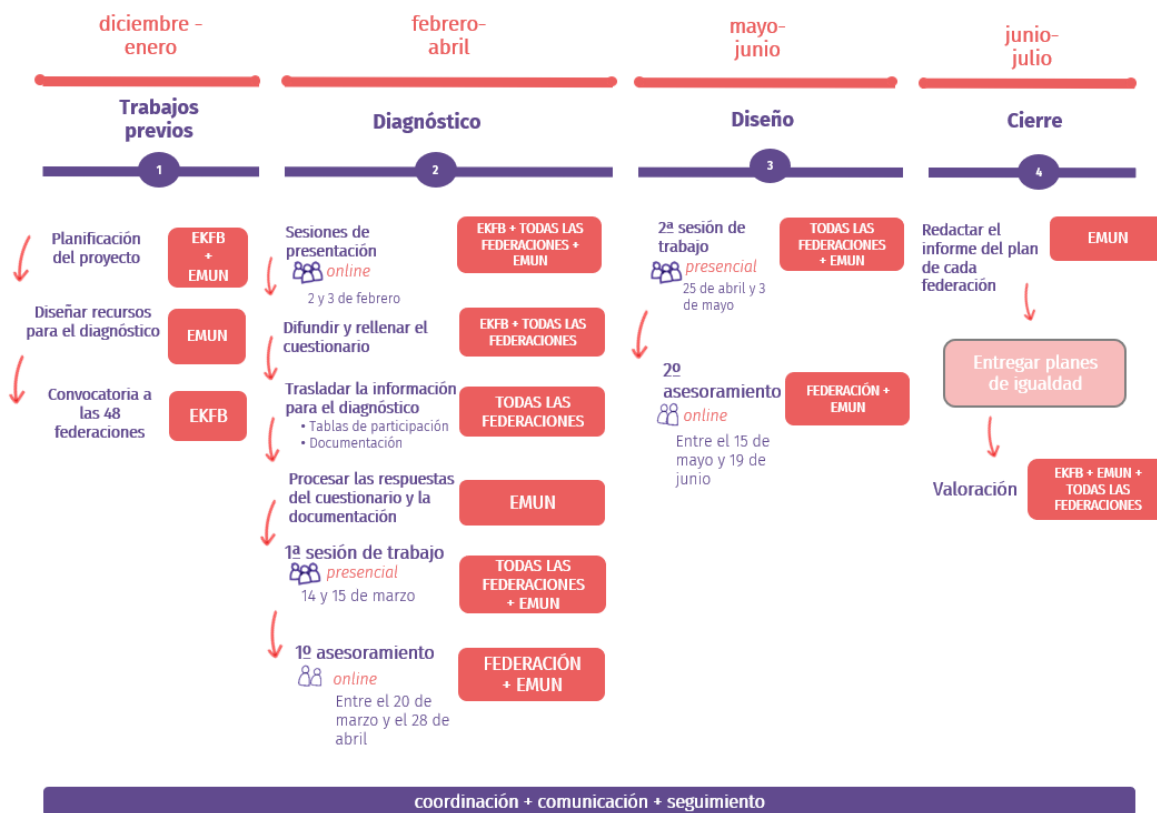 diciembre -
enero
Trabajos
previos
1
Planificación
del proyecto
EKFB
+
EMUN
Diseñar recursos
para el diagnóstico
EMUN
Convocatoria a
las 48
federaciones
EKFB
febrero-
abril
Diagnóstico
2
Sesiones de
presentación
online
2 y 3 de febrero
EKFB + TODAS LAS
FEDERACIONES +
EMUN
Difundir y rellenar el
cuestionario
EKFB + TODAS LAS
FEDERACIONES
Trasladar la información
para el diagnóstico
• Tablas de participación
• Documentación
TODAS LAS
FEDERACIONES
Procesar las respuestas
del cuestionario y la
documentación
EMUN
1ª sesión de trabajo
presencial
14 y 15 de marzo
TODAS LAS
FEDERACIONES
+ EMUN
1º asesoramiento
online
Entre el 20 de
marzo y el 28 de
abril
FEDERACIÓN
+ EMUN
mayo-
junio
Diseño
3
2ª sesión de
trabajo
presencial
25 de abril y 3
de mayo
TODAS LAS
FEDERACIONES
+ EMUN
2º
asesoramiento
online
Entre el 15 de
mayo y 19 de
junio
FEDERACIÓN +
EMUN
junio-
julio
Cierre
4
Redactar el
informe del plan
de cada
federación
EMUN
Entregar planes
de igualdad
Valoración
EKFB + EMUN +
TODAS LAS
FEDERACIONES
coordinación + comunicación + seguimiento